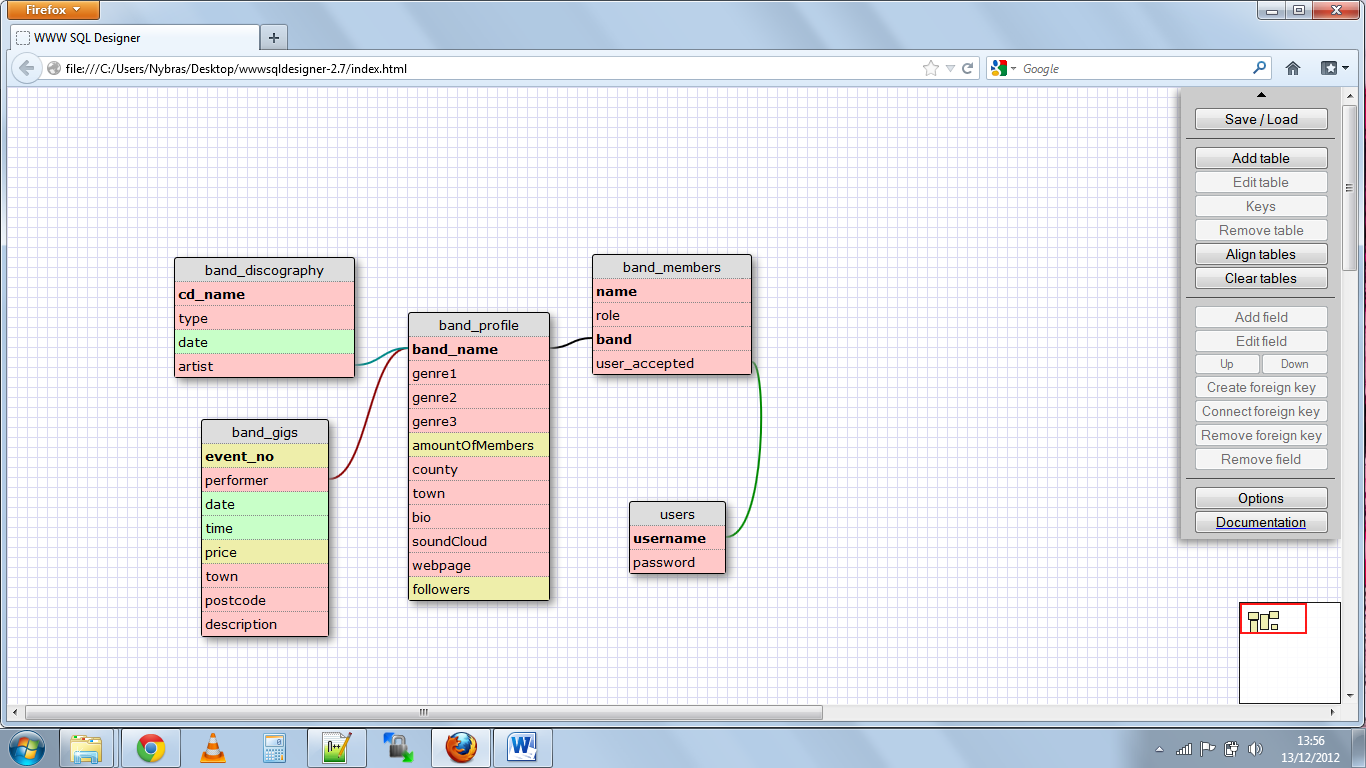 Firefox
WWW SQL Designer
file:///C:/Users/Nybras/Desktop/wwwsqldesigner-2.7/index.html
Google
Save / Load
Add table
Edit table
Keys
Remove table
Align tables
Clear tables
Add field
Edit field
Up Down
Create foreign key
Connect foreign key
Remove foreign key
Remove field
Options
Documentation
band_discography
cd_name
type
date
artist
band_gigs
event_no
performer
date
time
price
town
postcode
description
band_profile
band_name
genre1
genre2
genre3
amountOfMembers
county
town
bio
soundCloud
webpage
followers
band_members
name
role
band
user_accepted
users
username
password
13:56
13/12/2012